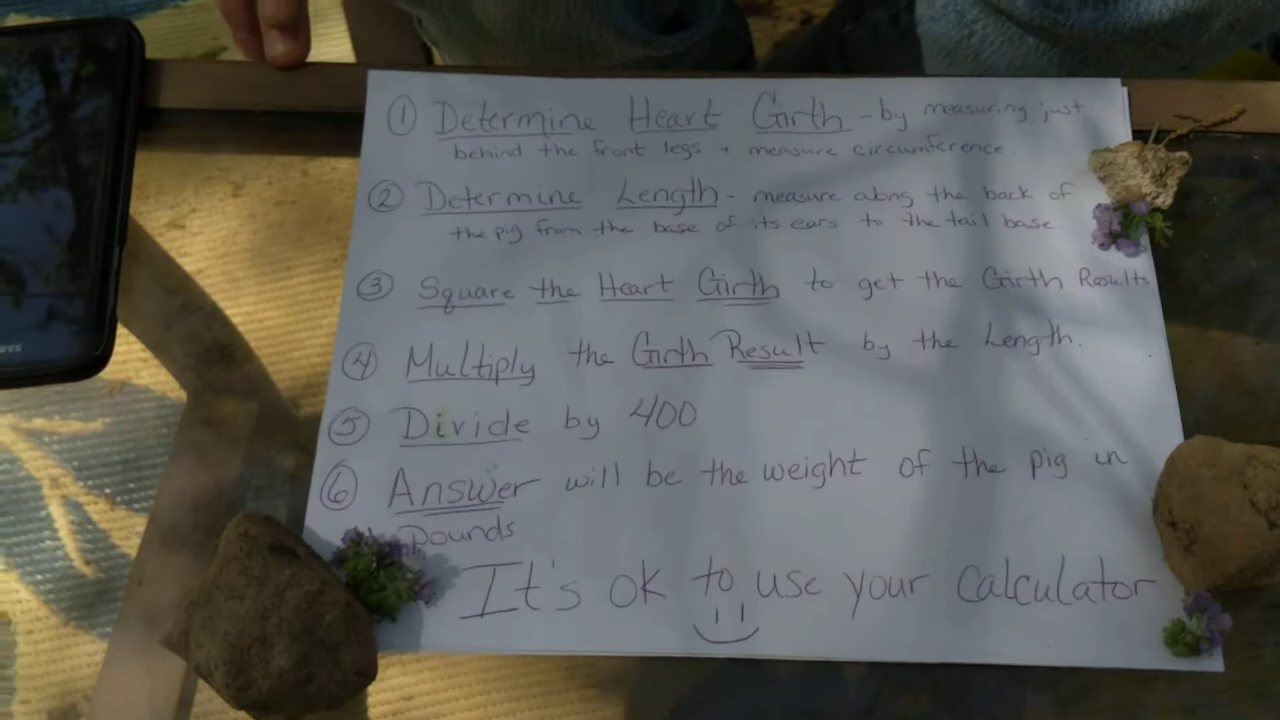 ① Determine Heart Girth - by measuring just
behind the front legs + measure circumference.
② Determine Length - measure along the back of
the pig from the base of its ears to the tail base
③ Square the Heart Girth to get the Girth Results
④ Multiply the Girth Result by the Length.
⑤ Divide by 400
⑥ Answer will be the weight of the pig in
Pounds
It's ok to use your Calculator